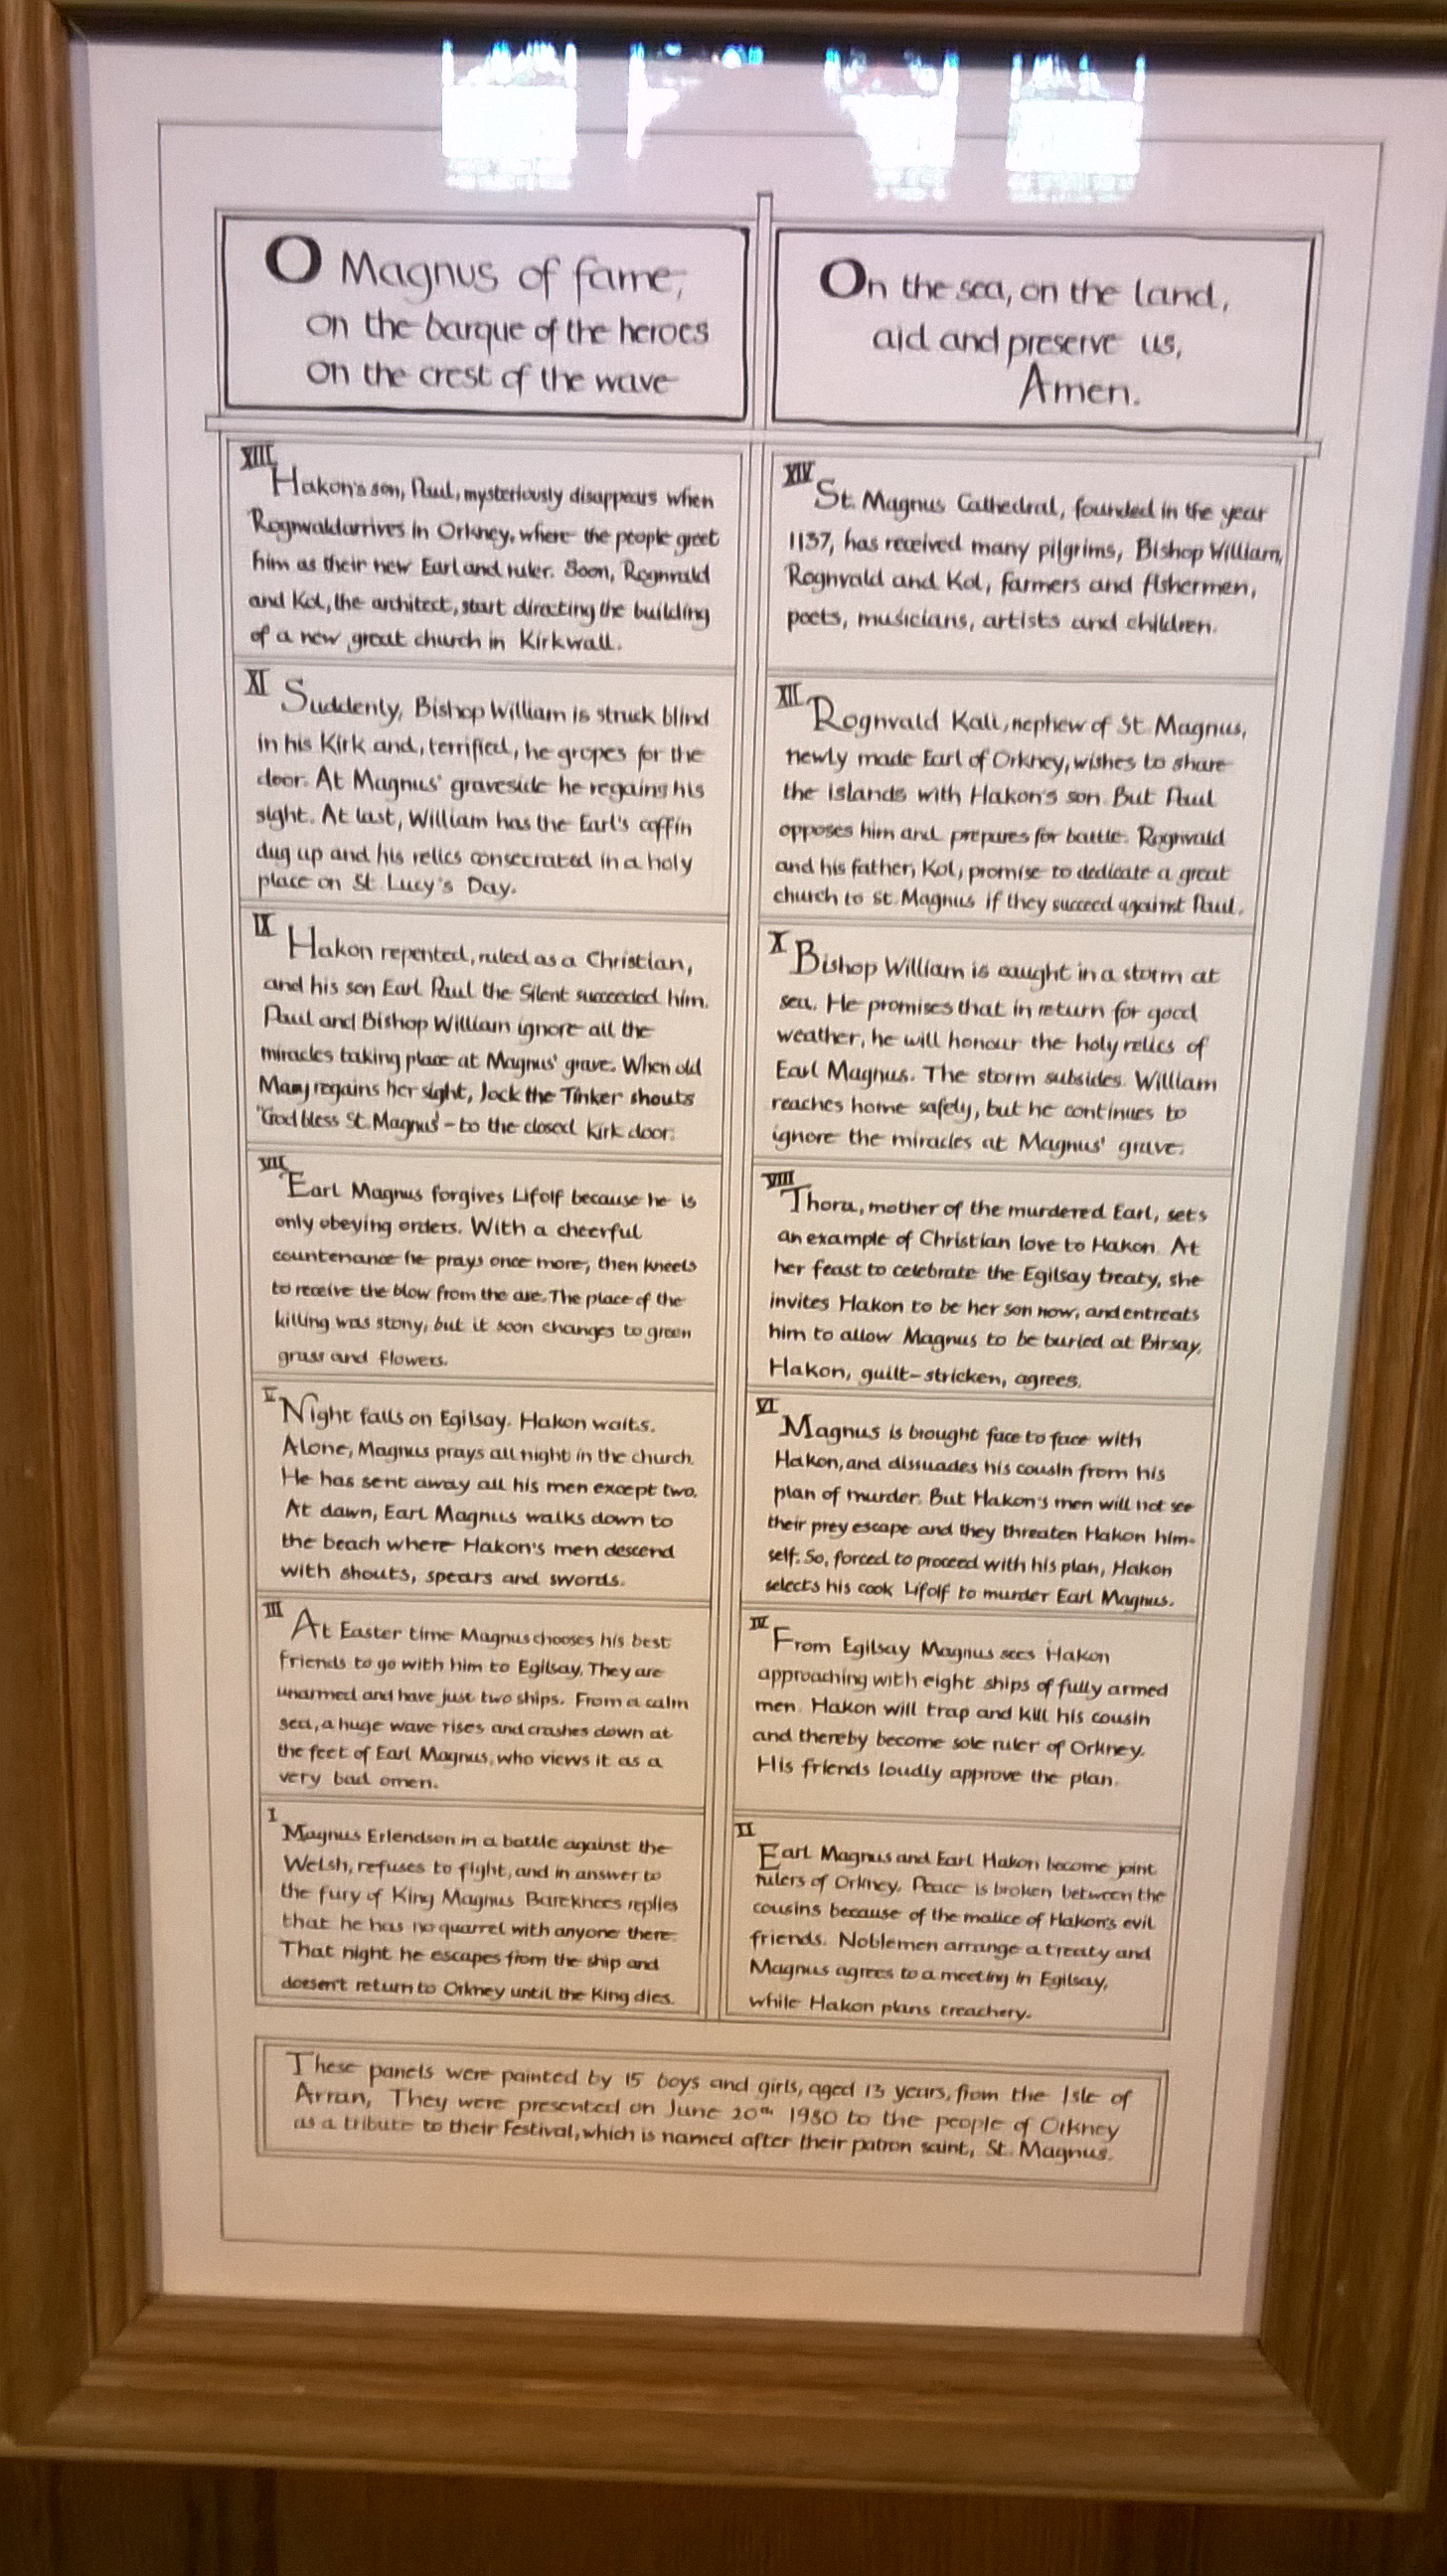 O Magnus of fame,
on the barque of the heroes
on the crest of the wave
On the sea, on the land,
aid and preserve us,
Amen.
XIII
Hakon's son, Paul, mysteriously disappears when
Rognvaldarrives in Orkney, where the people greet
him as their new Earl and ruler. Soon, Rognvald
and Kol, the architect, start directing the building
of a new great church in Kirkwall.
XIV
St. Magnus Cathedral, founded in the year
1137, has received many pilgrims, Bishop William,
Rognvald and Kol, farmers and fishermen,
poets, musicians, artists and children.
XI
Suddenly, Bishop William is struck blind
in his Kirk and, terrified, he gropes for the
door. At Magnus' graveside he regains his
sight. At last, William has the Earl's coffin
dug up and his relics consecrated in a holy
place on St Lucy's Day.
XII
Rognvald Kali, nephew of St. Magnus,
newly made Earl of Orkney, wishes to share
the islands with Hakon's son. But Paul
opposes him and prepares for battle. Rognvald
and his father, Kol, promise to dedicate a great
church to St. Magnus if they succeed against Paul.
IX
Hakon repented, ruled as a Christian,
and his son Earl Paul the Silent succeeded him.
Paul and Bishop William ignore all the
miracles taking place at Magnus' grave. When old
Mary regains her sight, Jock the Tinker shouts
'God bless St. Magnus' - to the closed Kirk door.
X
Bishop William is caught in a storm at
sea. He promises that in return for good
weather, he will honour the holy relics of
Earl Magnus. The storm subsides. William
reaches home safely, but he continues to
ignore the miracles at Magnus' grave.
VII
Earl Magnus forgives Lifolf because he is
only obeying orders. With a cheerful
countenance he prays once more, then kneels
to receive the blow from the axe. The place of the
killing was stony, but it soon changes to green
grass and flowers.
VIII
Thora, mother of the murdered Earl, sets
an example of Christian love to Hakon. At
her feast to celebrate the Egilsay treaty, she
invites Hakon to be her son now, and entreats
him to allow Magnus to be buried at Birsay.
Hakon, guilt-stricken, agrees.
V
Night falls on Egilsay. Hakon waits.
Alone, Magnus prays all night in the church.
He has sent away all his men except two.
At dawn, Earl Magnus walks down to
the beach where Hakon's men descend
with shouts, spears and swords.
VI
Magnus is brought face to face with
Hakon, and dissuades his cousin from his
plan of murder. But Hakon's men will not see
their prey escape and they threaten Hakon him-
self. So, forced to proceed with his plan, Hakon
selects his cook Lifolf to murder Earl Magnus.
III
At Easter time Magnus chooses his best
friends to go with him to Egilsay. They are
unarmed and have just two ships. From a calm
sea, a huge wave rises and crashes down at
the feet of Earl Magnus, who views it as a
very bad omen.
IV
From Egilsay Magnus sees Hakon
approaching with eight ships of fully armed
men. Hakon will trap and kill his cousin
and thereby become sole ruler of Orkney.
His friends loudly approve the plan.
I
Magnus Erlendson in a battle against the
Welsh, refuses to fight, and in answer to
the fury of King Magnus Bareknees replies
that he has no quarrel with anyone there.
That night he escapes from the ship and
doesn't return to Orkney until the King dies.
II
Earl Magnus and Earl Hakon become joint
rulers of Orkney. Peace is broken between the
cousins because of the malice of Hakon's evil
friends. Noblemen arrange a treaty and
Magnus agrees to a meeting in Egilsay,
while Hakon plans treachery.
These panels were painted by 15 boys and girls, aged 13 years, from the Isle of
Arran, They were presented on June 20th 1980 to the people of Orkney
as a tribute to their Festival, which is named after their patron saint, St. Magnus.